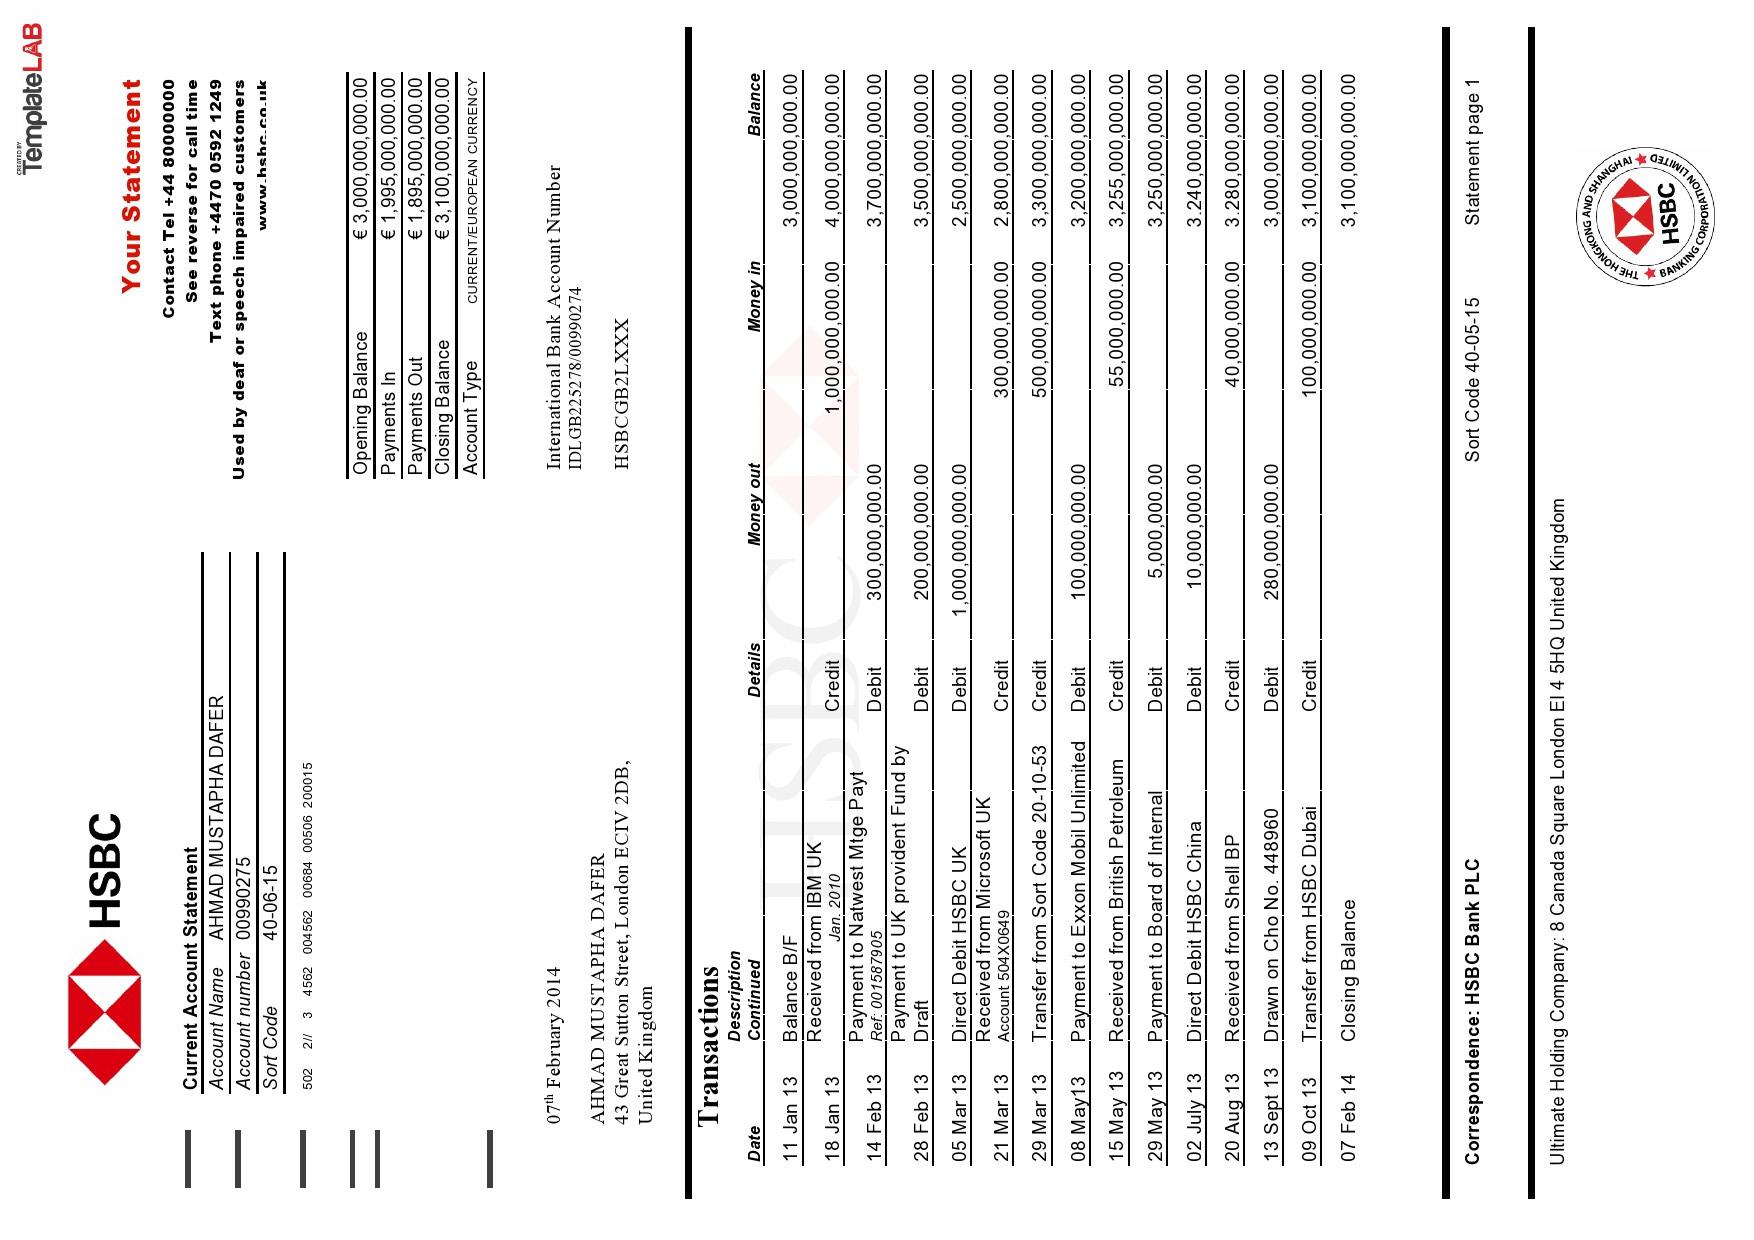 CREATED BY
TemplateLAB
HSBC
Your Statement
Contact Tel +44 80000000
See reverse for call time
Text phone +4470 0592 1249
Used by deaf or speech impaired customers
www.hsbc.co.uk
Current Account Statement
Account Name AHMAD MUSTAPHA DAFER
Account number 00990275
Sort Code 40-06-15
502 2// 3 4562 004562 00684 00506 200015
Opening Balance € 3,000,000,000.00
Payments In € 1,995,000,000.00
Payments Out € 1,895,000,000.00
Closing Balance € 3,100,000,000.00
Account Type CURRENT/EUROPEAN CURRENCY
07th February 2014
AHMAD MUSTAPHA DAFER
43 Great Sutton Street, London ECIV 2DB,
United Kingdom
International Bank Account Number
IDLGB225278/00990274
HSBCGB2LXXX
Transactions
Description
Date Continued Details Money out Money in Balance
11 Jan 13 Balance B/F 3,000,000,000.00
Received from IBM UK
18 Jan 13 Jan. 2010 Credit 1,000,000,000.00 4,000,000,000.00
Payment to Natwest Mtge Payt
14 Feb 13 Ref: 001587905 Debit 300,000,000.00 3,700,000,000.00
Payment to UK provident Fund by
28 Feb 13 Draft Debit 200,000,000.00 3,500,000,000.00
05 Mar 13 Direct Debit HSBC UK Debit 1,000,000,000.00 2,500,000,000.00
Received from Microsoft UK
21 Mar 13 Account 504X0649 Credit 300,000,000.00 2,800,000,000.00
29 Mar 13 Transfer from Sort Code 20-10-53 Credit 500,000,000.00 3,300,000,000.00
08 May13 Payment to Exxon Mobil Unlimited Debit 100,000,000.00 3,200,000,000.00
15 May 13 Received from British Petroleum Credit 55,000,000.00 3,255,000,000.00
29 May 13 Payment to Board of Internal Debit 5,000,000.00 3,250,000,000.00
02 July 13 Direct Debit HSBC China Debit 10,000,000.00 3.240,000,000.00
20 Aug 13 Received from Shell BP Credit 40,000,000.00 3.280,000,000.00
13 Sept 13 Drawn on Cho No. 448960 Debit 280,000,000.00 3,000,000,000.00
09 Oct 13 Transfer from HSBC Dubai Credit 100,000,000.00 3,100,000,000.00
07 Feb 14 Closing Balance 3,100,000,000.00
HSBC
Correspondence: HSBC Bank PLC Sort Code 40-05-15 Statement page 1
Ultimate Holding Company: 8 Canada Square London EI 4 5HQ United Kingdom
THE HONGKONG AND SHANGHAI
BANKING CORPORATION LIMITED
HSBC